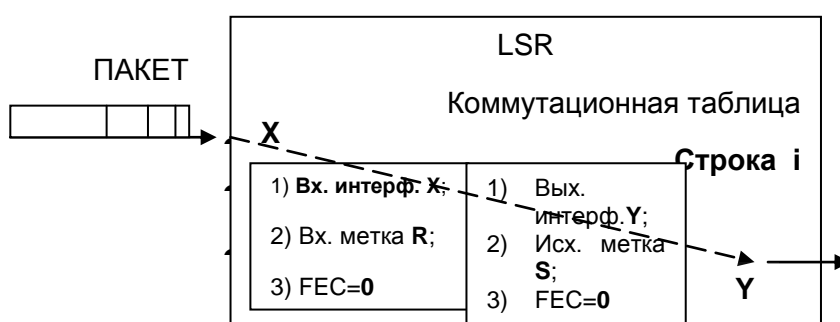 LSR
ПАКЕТ
Коммутационная таблица
X
Строка i
1) Вх. интерф. X;
2) Вх. метка R;
3) FEC=0
1) Вых.
интерф.Y;
2) Исх. метка
S;
3) FEC=0
Y